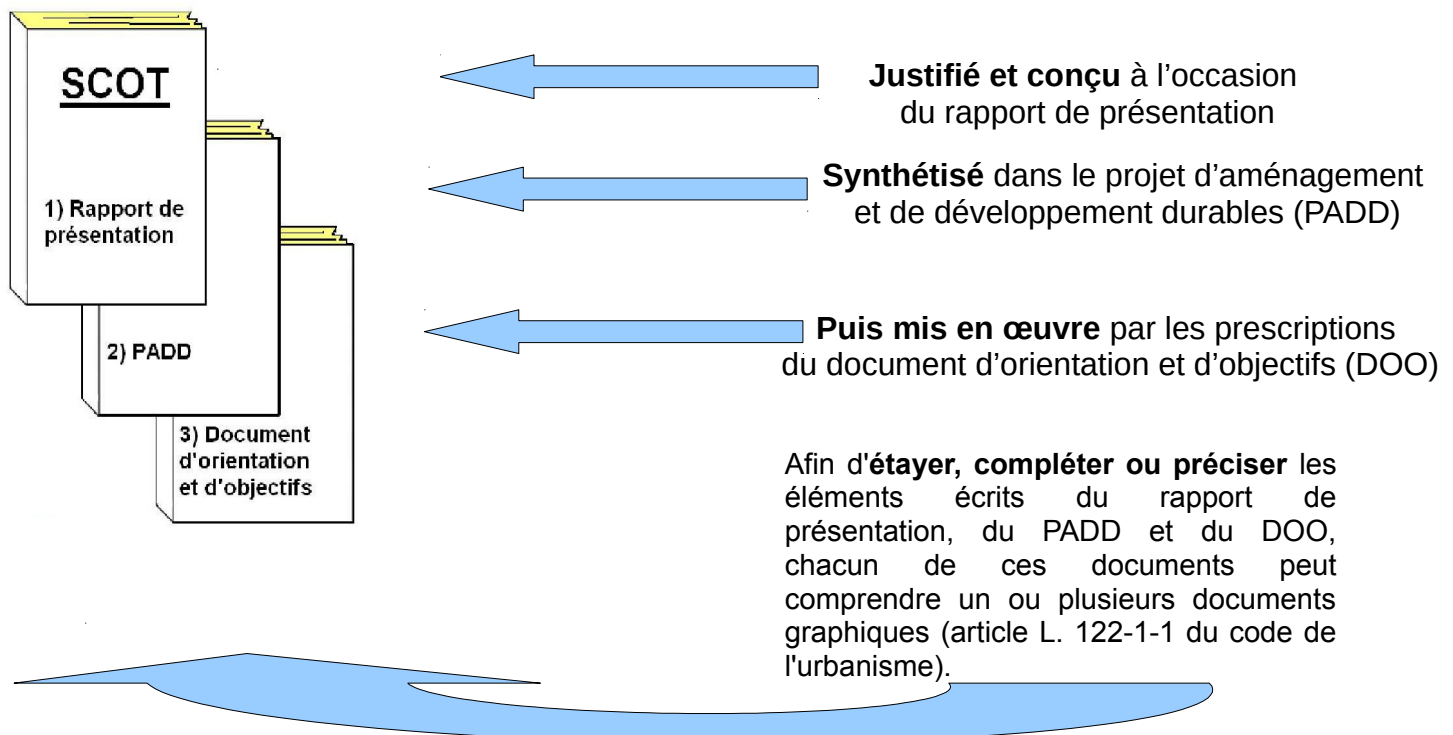 SCOT
1) Rapport de
présentation
2) PADD
3) Document
d'orientation
et d'objectifs
Justifié et conçu à l’occasion
du rapport de présentation
Synthétisé dans le projet d’aménagement
et de développement durables (PADD)
Puis mis en œuvre par les prescriptions
du document d’orientation et d’objectifs (DOO)
Afin d'étayer, compléter ou préciser les
éléments écrits du rapport de
présentation, du PADD et du DOO,
chacun de ces documents peut
comprendre un ou plusieurs documents
graphiques (article L. 122-1-1 du code de
l'urbanisme).